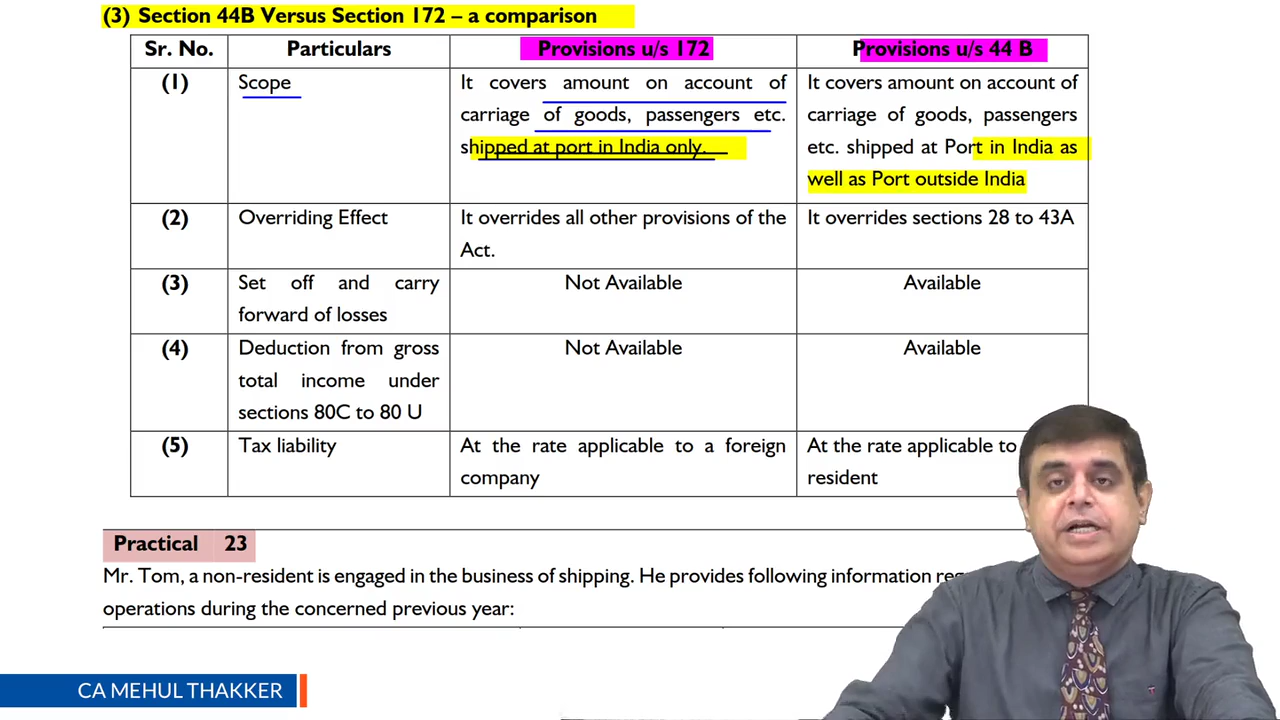 (3) Section 44B Versus Section 172 – a comparison
Sr. No. Particulars Provisions u/s 172 Provisions u/s 44 B
(1) Scope It covers amount on account of carriage of goods, passengers etc. shipped at port in India only. It covers amount on account of carriage of goods, passengers etc. shipped at Port in India as well as Port outside India
(2) Overriding Effect It overrides all other provisions of the Act. It overrides sections 28 to 43A
(3) Set off and carry forward of losses Not Available Available
(4) Deduction from gross total income under sections 80C to 80 U Not Available Available
(5) Tax liability At the rate applicable to a foreign company At the rate applicable to resident
Practical 23
Mr. Tom, a non-resident is engaged in the business of shipping. He provides following information
operations during the concerned previous year:
CA MEHUL THAKKER